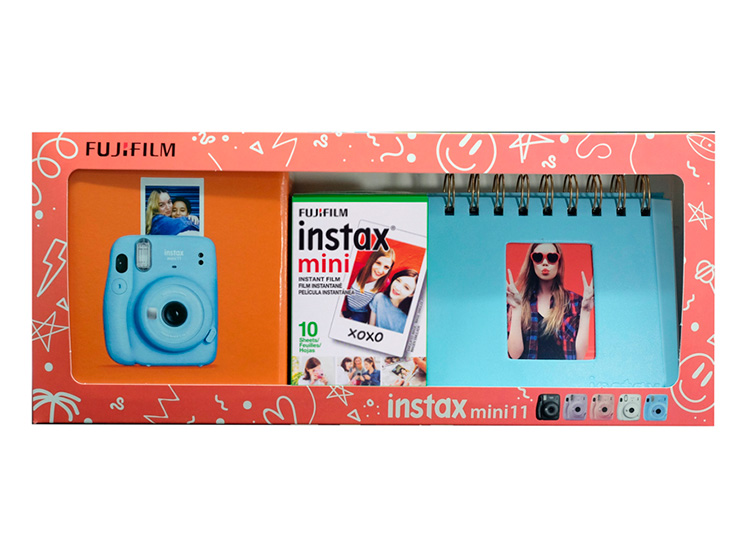 FUJIFILM
instax
mini 11
FUJIFILM
instax
mini
INSTANT FILM
FILM INSTANTANÉ
PELÍCULA INSTANTÁNEA
10
Sheets/
Feuilles/
Hojas
XOXO
instax
instax mini11